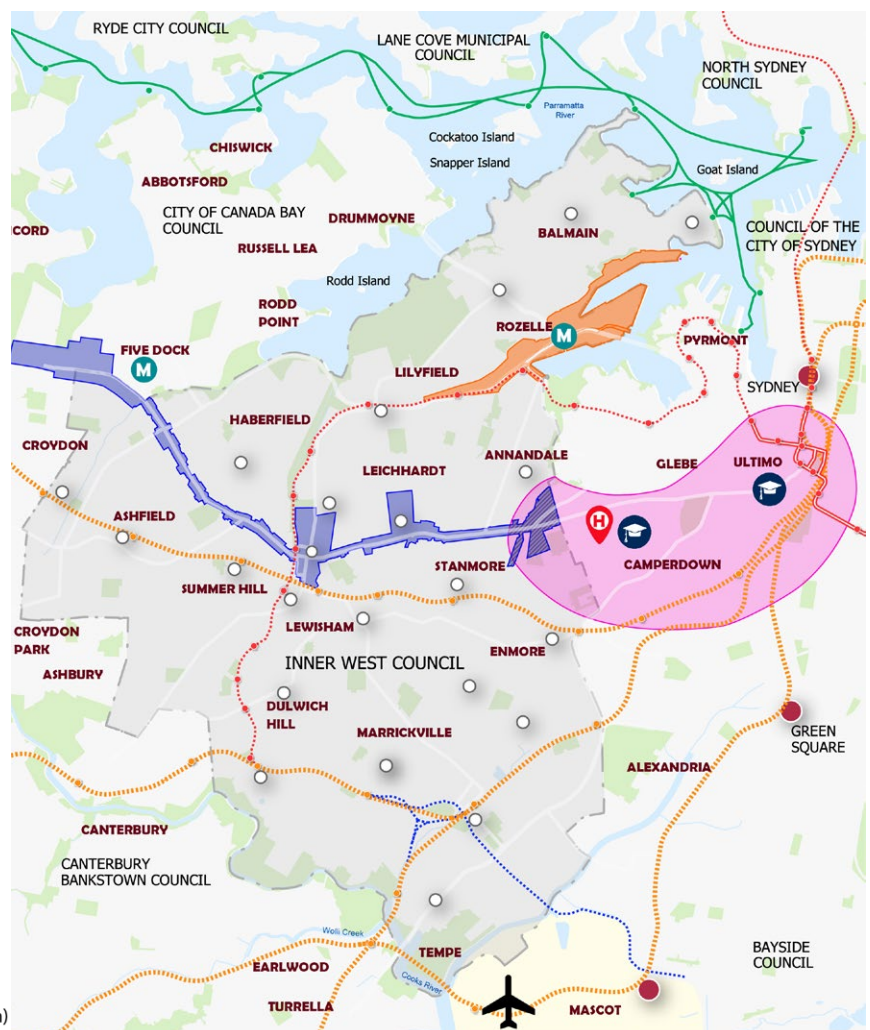 RYDE CITY COUNCIL
LANE COVE MUNICIPAL
COUNCIL
NORTH SYDNEY
COUNCIL
Parramatta
River
Cockatoo Island
CHISWICK
Snapper Island
Goat Island
ABBOTSFORD
CITY OF CANADA BAY
COUNCIL
DRUMMOYNE
BALMAIN
COUNCIL OF THE
CITY OF SYDNEY
CORD
RUSSELL LEA
Rodd Island
RODD
POINT
ROZELLE
M
PYRMONT
FIVE DOCK
M
LILYFIELD
SYDNEY
HABERFIELD
CROYDON
LEICHHARDT
ANNANDALE
GLEBE
ULTIMO
ASHFIELD
H
STANMORE
CAMPERDOWN
SUMMER HILL
LEWISHAM
CROYDON
PARK
ENMORE
ASHBURY
INNER WEST COUNCIL
DULWICH
HILL
MARRICKVILLE
GREEN
SQUARE
ALEXANDRIA
CANTERBURY
CANTERBURY
BANKSTOWN COUNCIL
Wolli Creek
BAYSIDE
COUNCIL
TEMPE
EARLWOOD
Cooks River
TURRELLA
MASCOT
)